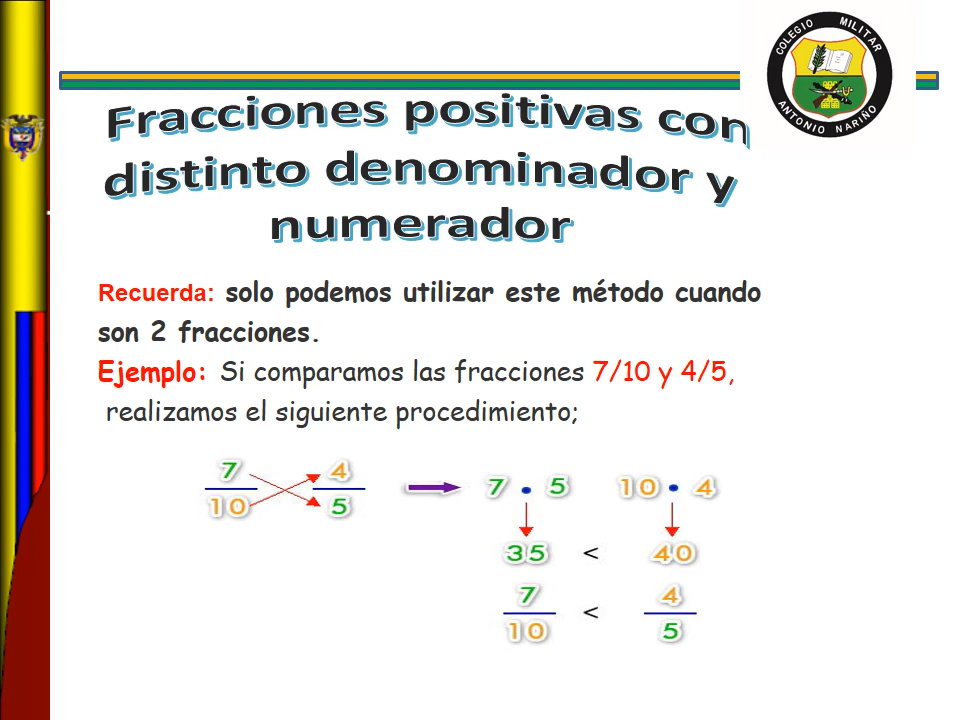 COLEGIO MILITAR
ANTONIO NARIÑO
Fracciones positivas con
distinto denominador y
numerador
Recuerda: solo podemos utilizar este método cuando
son 2 fracciones.
Ejemplo: Si comparamos las fracciones 7/10 y 4/5,
realizamos el siguiente procedimiento;
7 4
10 5
7 . 5 10 . 4
35 < 40
7 < 4
10 5